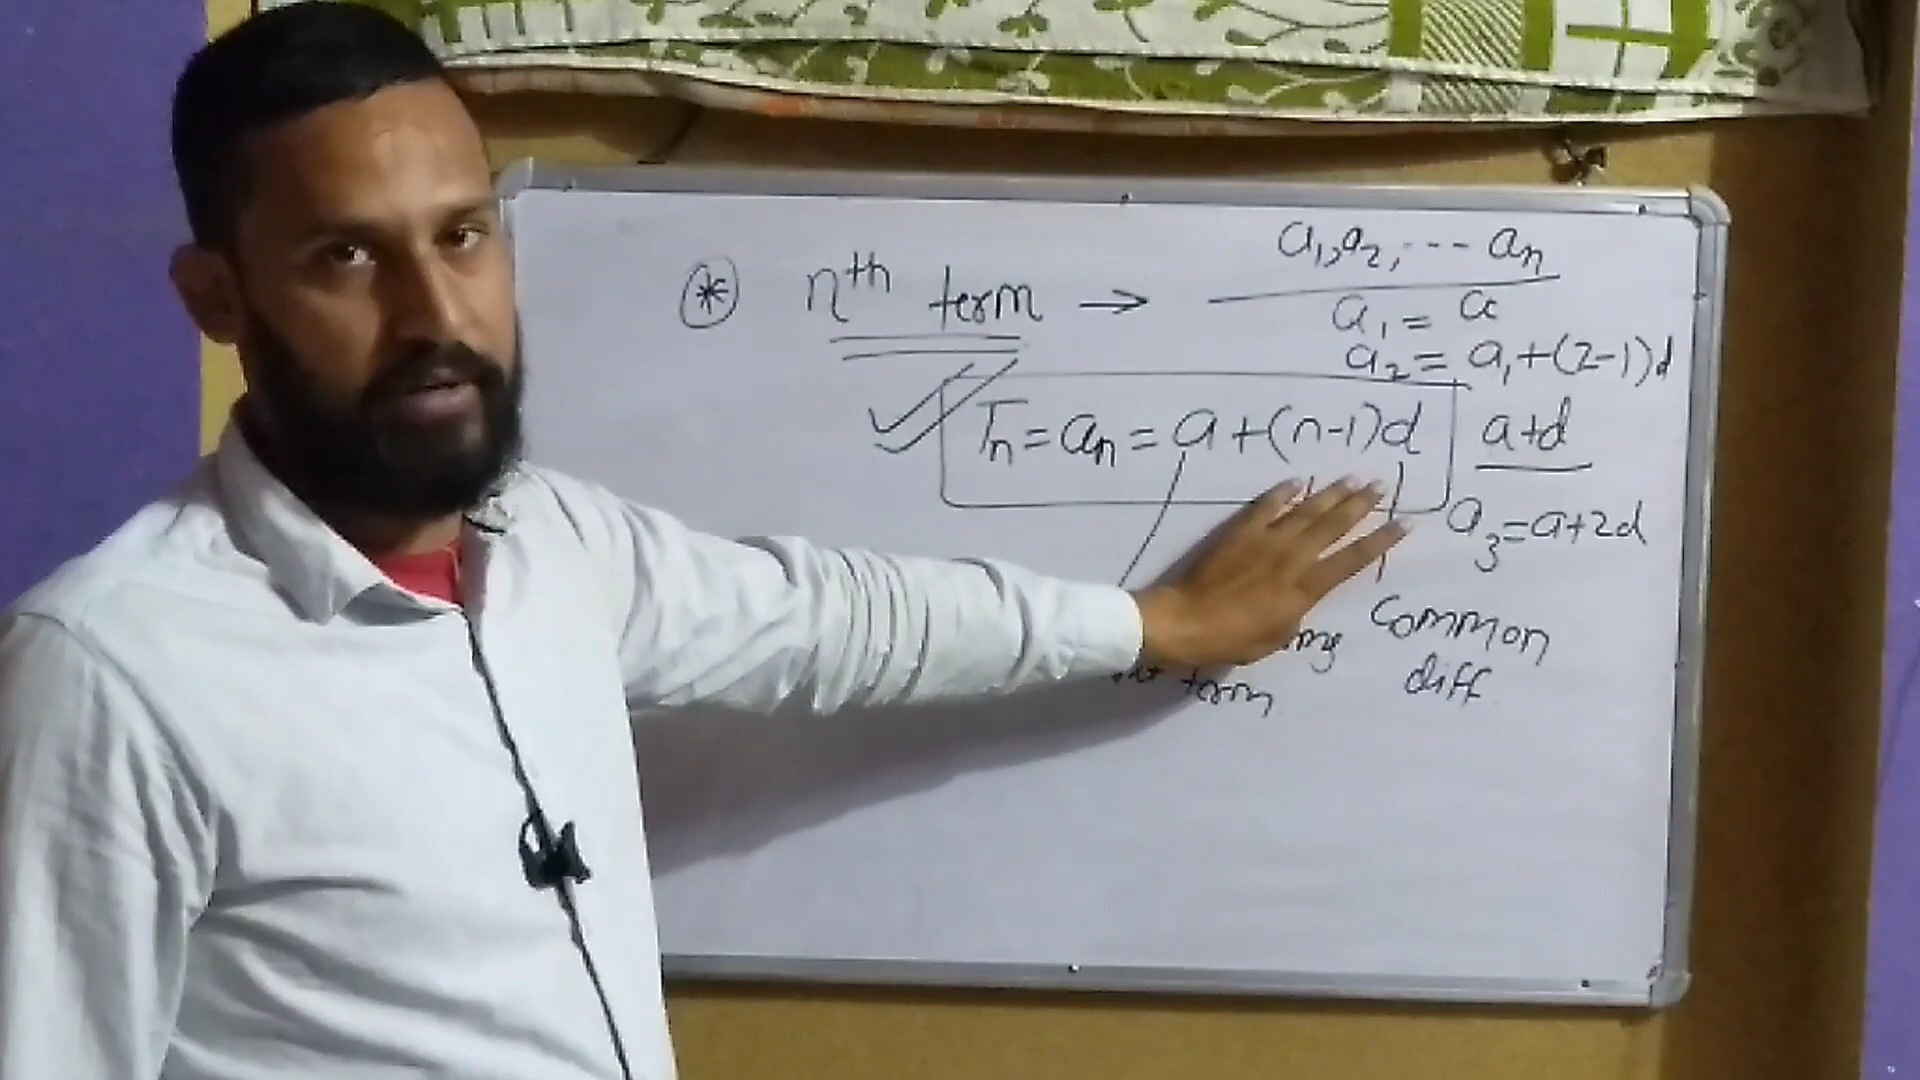 a₁, a₂, --- aₙ
⊛ nᵗʰ term →
a₁ = a
a₂ = a₁+(2-1)d
Tₙ = aₙ = a+(n-1)d
a+d
a₃=a+2d
Common
term diff